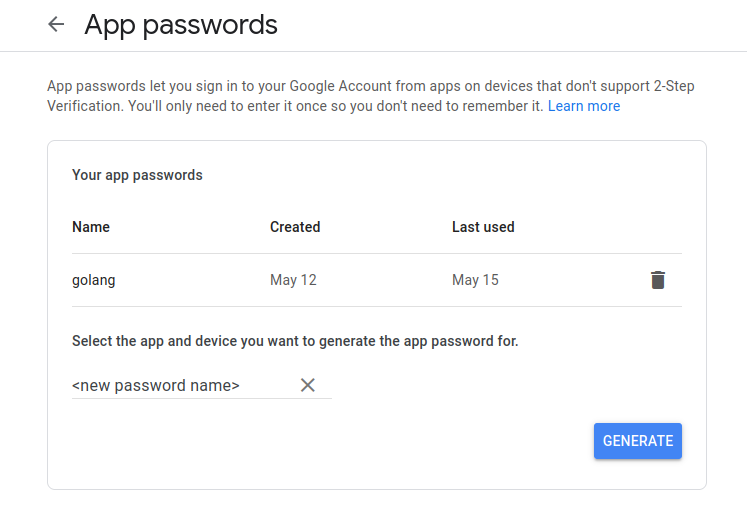 App passwords
App passwords let you sign in to your Google Account from apps on devices that don't support 2-Step
Verification. You'll only need to enter it once so you don't need to remember it. Learn more
Your app passwords
Name Created Last used
golang May 12 May 15
Select the app and device you want to generate the app password for.
<new password name>
GENERATE